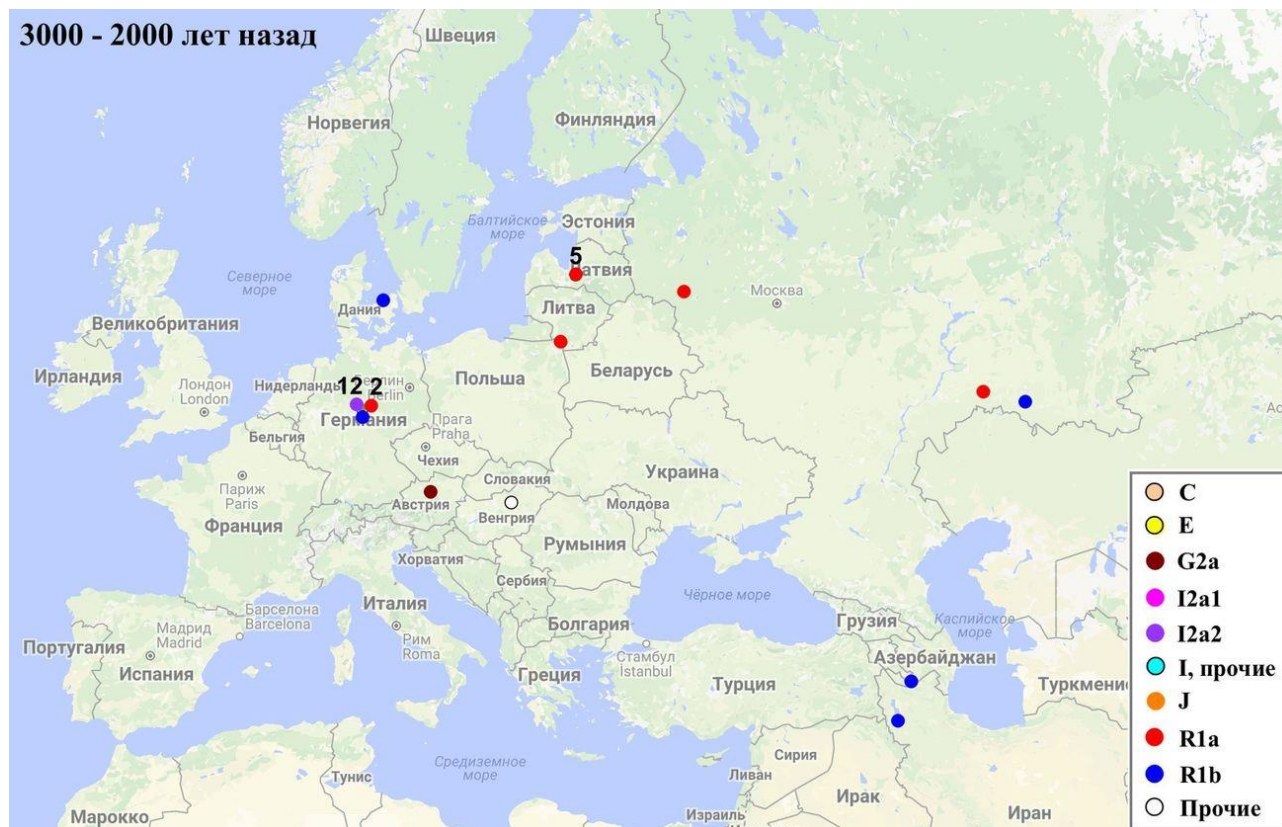 3000 - 2000 лет назад
Швеция
Норвегия
Финляндия
Балтийское
море
Эстония
5
атвия
Северное
море
Москва
Дания
Литва
Великобритания
Ирландия
Нидерланды
Польша
Беларусь
12 2
Берлин
Berlin
Лондон
London
Германия
Бельгия
Прага
Praha
Чехия
Украина
Словакия
Париж
Paris
Австрия
Венгрия
Молдова
Франция
Румыния
Хорватия
Сербия
Италия
Чёрное море
Барселона
Barcelona
Болгария
Грузия
Каспийское
море
Мадрид
Madrid
Рим
Roma
Португалия
Испания
Стамбул
İstanbul
Азербайджан
Греция
Турция
Туркмени
Ас
Средиземное
море
Тунис
Сирия
Ливан
Ирак
Иран
Израиль
Марокко
C
E
G2a
I2a1
I2a2
I, прочие
J
R1a
R1b
Прочие